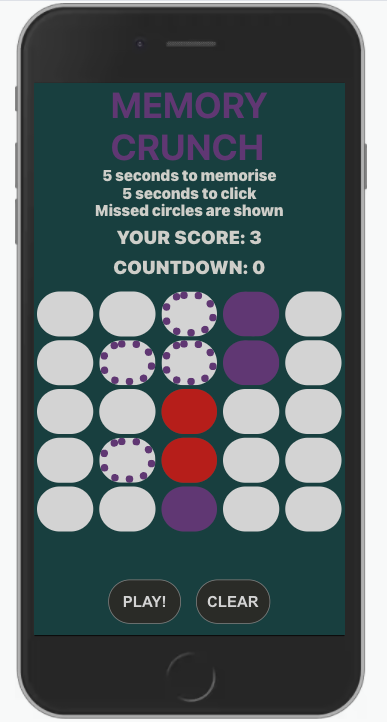 MEMORY
CRUNCH
5 seconds to memorise
5 seconds to click
Missed circles are shown
YOUR SCORE: 3
COUNTDOWN: 0
PLAY! CLEAR